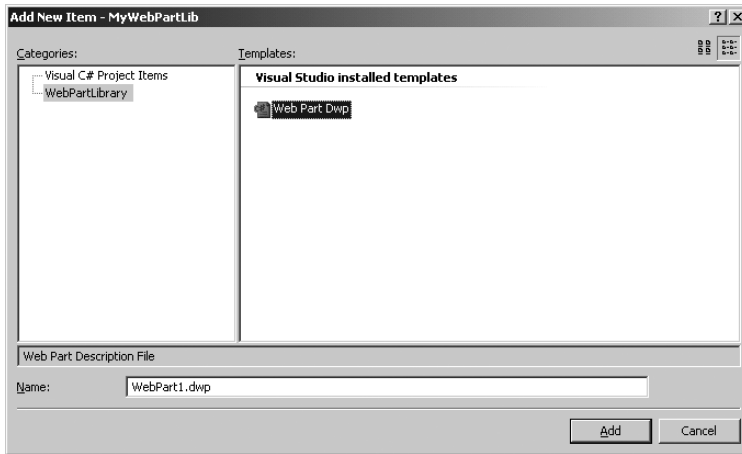 Add New Item - MyWebPartLib
Categories:
Templates:
Visual C# Project Items
WebPartLibrary
Visual Studio installed templates
Web Part Dwp
Web Part Description File
Name:
WebPart1.dwp
Add
Cancel